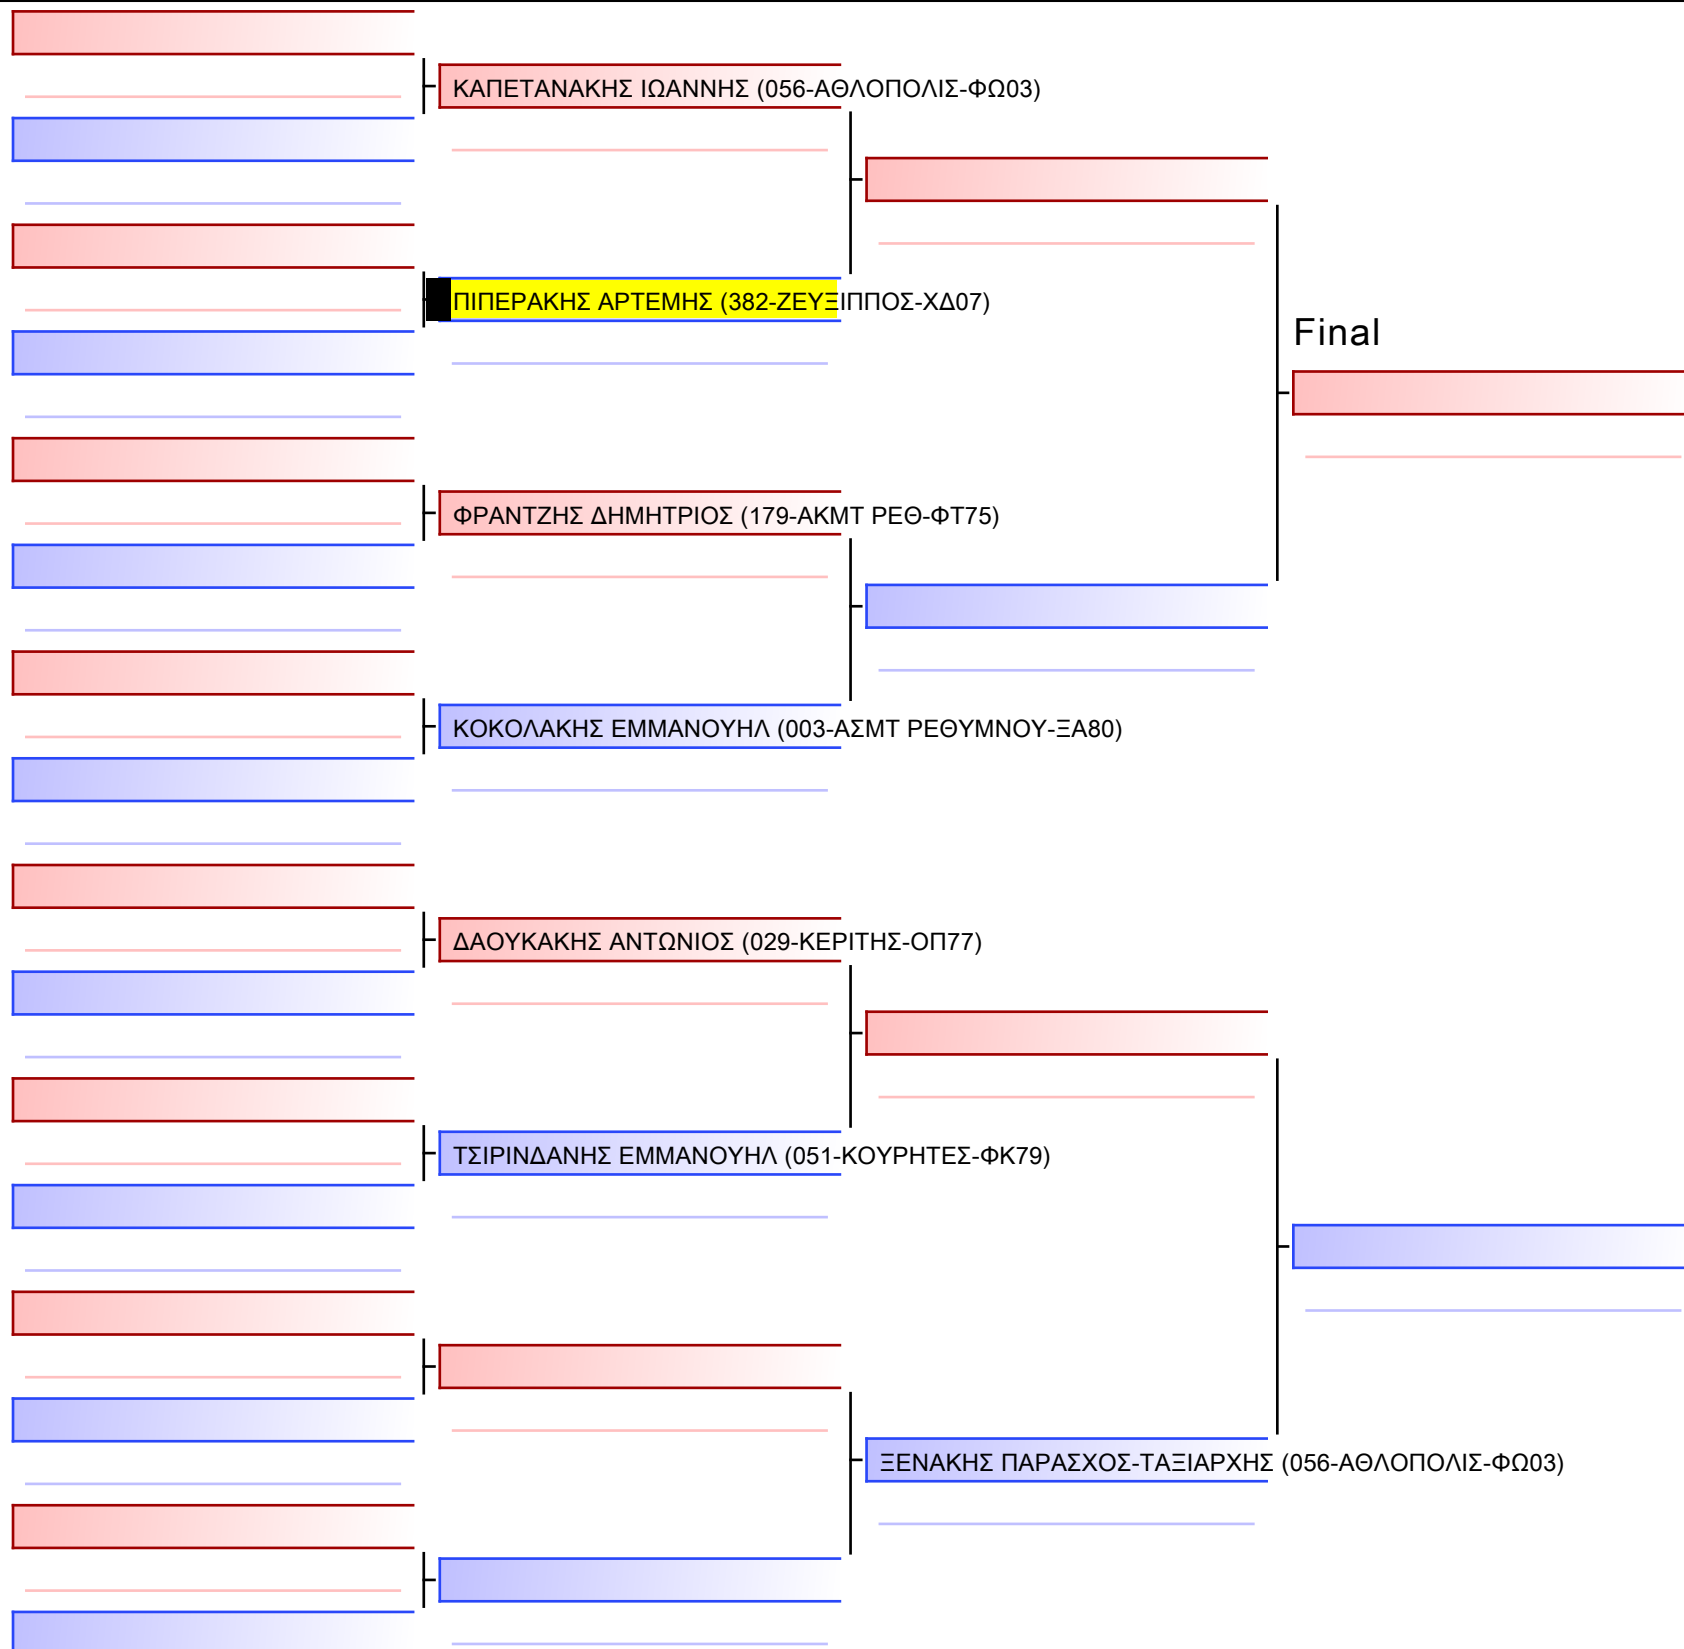 ΚΑΠΕΤΑΝΑΚΗΣ ΙΩΑΝΝΗΣ (056-ΑΘΛΟΠΟΛΙΣ-ΦΩ03)
ΠΙΠΕΡΑΚΗΣ ΑΡΤΕΜΗΣ (382-ΖΕΥΞΙΠΠΟΣ-ΧΔ07)
Final
ΦΡΑΝΤΖΗΣ ΔΗΜΗΤΡΙΟΣ (179-ΑΚΜΤ ΡΕΘ-ΦΤ75)
ΚΟΚΟΛΑΚΗΣ ΕΜΜΑΝΟΥΗΛ (003-ΑΣΜΤ ΡΕΘΥΜΝΟΥ-ΞΑ80)
ΔΑΟΥΚΑΚΗΣ ΑΝΤΩΝΙΟΣ (029-ΚΕΡΙΤΗΣ-ΟΠ77)
ΤΣΙΡΙΝΔΑΝΗΣ ΕΜΜΑΝΟΥΗΛ (051-ΚΟΥΡΗΤΕΣ-ΦΚ79)
ΞΕΝΑΚΗΣ ΠΑΡΑΣΧΟΣ-ΤΑΞΙΑΡΧΗΣ (056-ΑΘΛΟΠΟΛΙΣ-ΦΩ03)